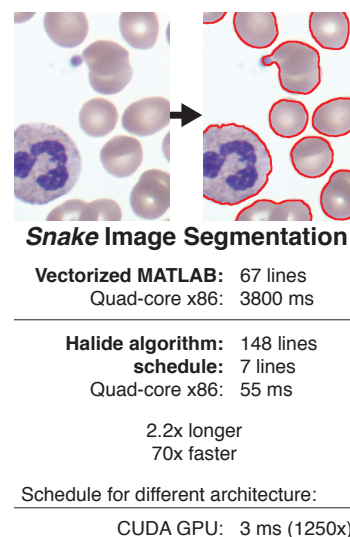 Snake Image Segmentation
Vectorized MATLAB: 67 lines
Quad-core x86: 3800 ms
Halide algorithm: 148 lines
schedule: 7 lines
Quad-core x86: 55 ms
2.2x longer
70x faster
Schedule for different architecture:
CUDA GPU: 3 ms (1250x)